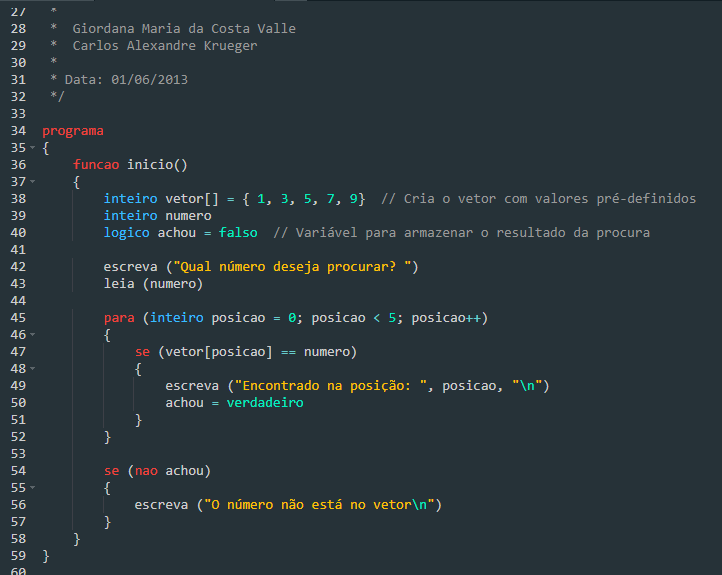 27 *
28 * Giordana Maria da Costa Valle
29 * Carlos Alexandre Krueger
30 *
31 * Data: 01/06/2013
32 */
33
34 programa
35 {
36 funcao inicio()
37 {
38 inteiro vetor[] = { 1, 3, 5, 7, 9} // Cria o vetor com valores pré-definidos
39 inteiro numero
40 logico achou = falso // Variável para armazenar o resultado da procura
41
42 escreva ("Qual número deseja procurar? ")
43 leia (numero)
44
45 para (inteiro posicao = 0; posicao < 5; posicao++)
46 {
47 se (vetor[posicao] == numero)
48 {
49 escreva ("Encontrado na posição: ", posicao, "\n")
50 achou = verdadeiro
51 }
52 }
53
54 se (nao achou)
55 {
56 escreva ("O número não está no vetor\n")
57 }
58 }
59 }
60